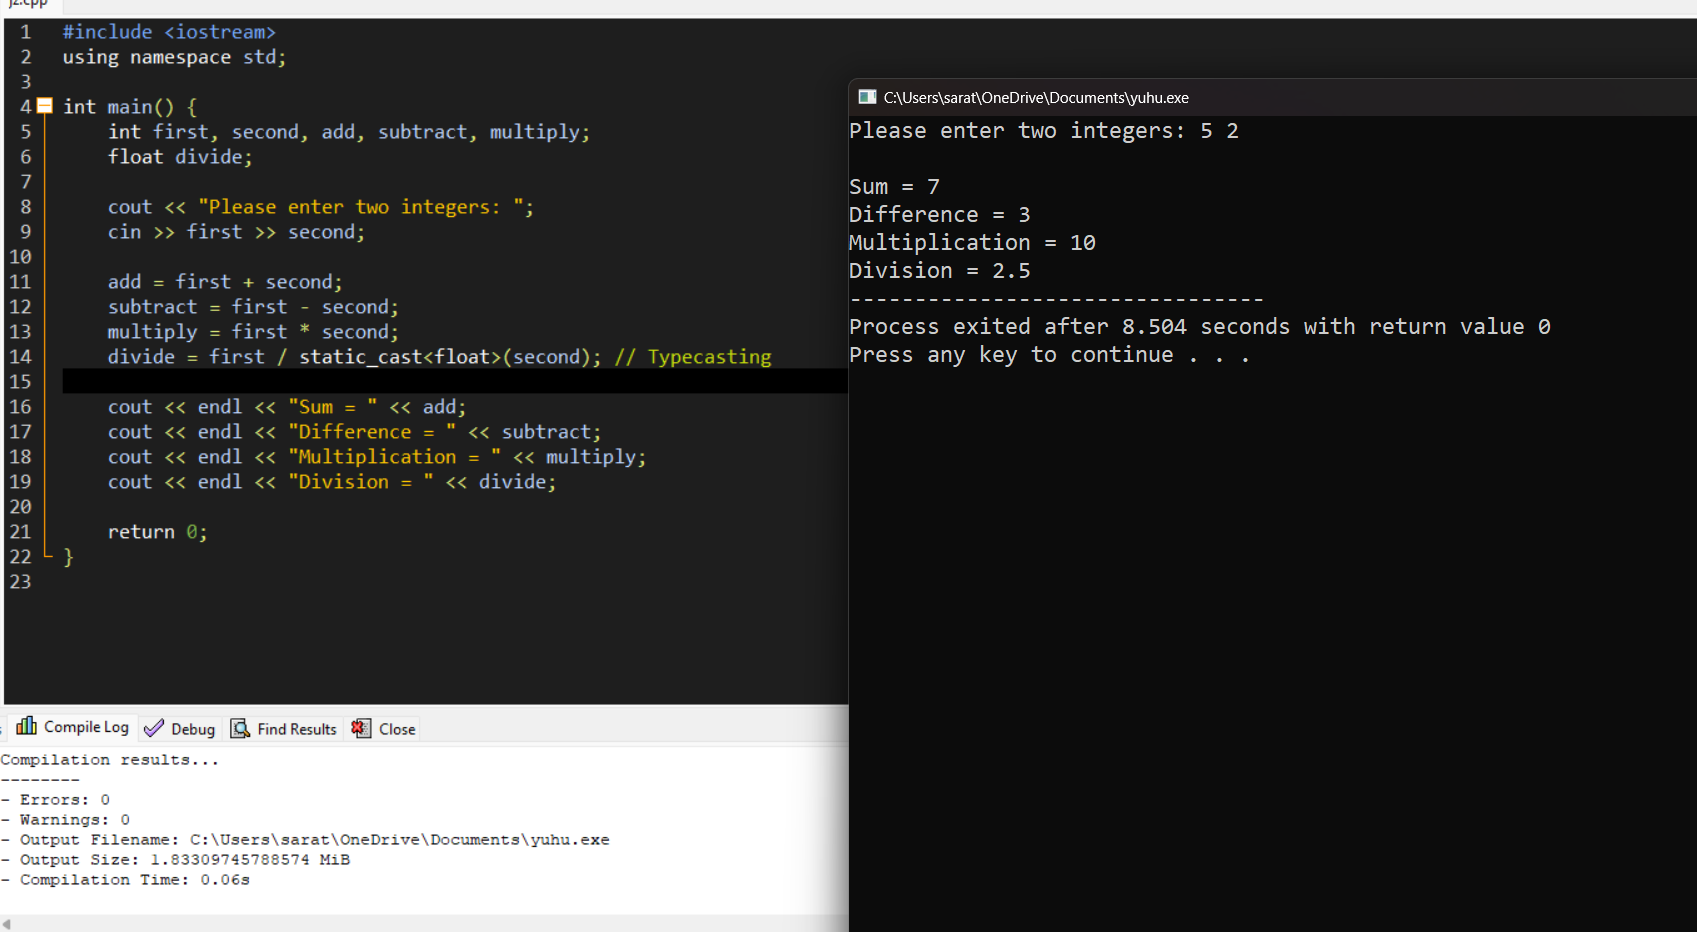 jz.cpp
1 #include <iostream>
2 using namespace std;
3
4 int main() {
5 int first, second, add, subtract, multiply;
6 float divide;
7
8 cout << "Please enter two integers: ";
9 cin >> first >> second;
10
11 add = first + second;
12 subtract = first - second;
13 multiply = first * second;
14 divide = first / static_cast<float>(second); // Typecasting
15
16 cout << endl << "Sum = " << add;
17 cout << endl << "Difference = " << subtract;
18 cout << endl << "Multiplication = " << multiply;
19 cout << endl << "Division = " << divide;
20
21 return 0;
22 }
23
C:\Users\sarat\OneDrive\Documents\yuhu.exe
Please enter two integers: 5 2
Sum = 7
Difference = 3
Multiplication = 10
Division = 2.5
--------------------------------
Process exited after 8.504 seconds with return value 0
Press any key to continue . . .
Compile Log Debug Find Results Close
Compilation results...
--------
- Errors: 0
- Warnings: 0
- Output Filename: C:\Users\sarat\OneDrive\Documents\yuhu.exe
- Output Size: 1.83309745788574 MiB
- Compilation Time: 0.06s